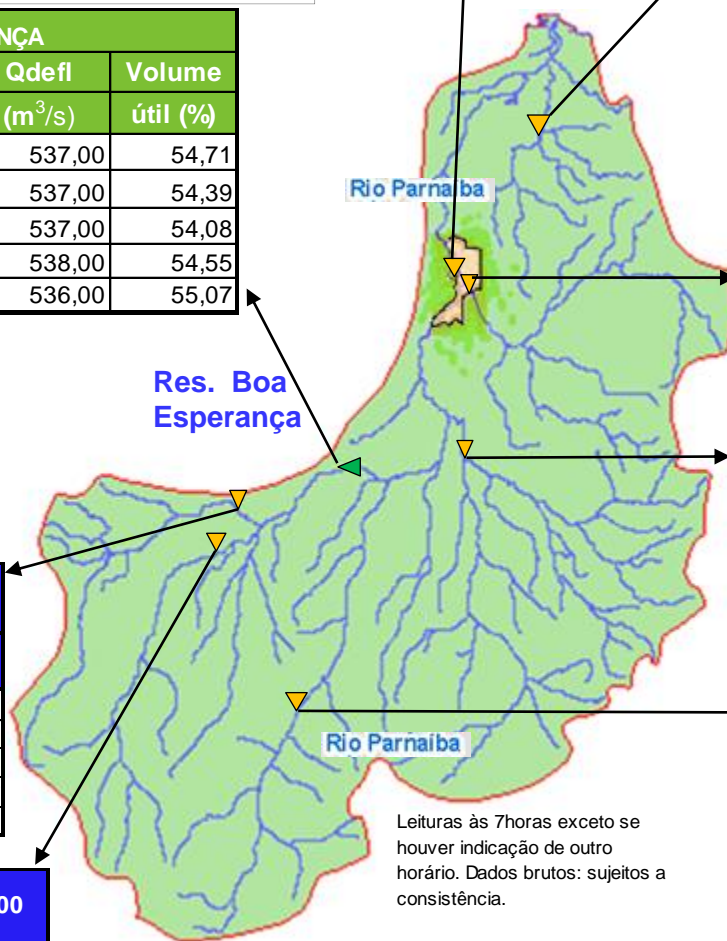 NÇA
Qdefl Volume
(m³/s) útil (%)
537,00 54,71
537,00 54,39
537,00 54,08
538,00 54,55
536,00 55,07
Rio Parnaíba
Res. Boa
Esperança
Rio Parnaíba
Leituras às 7horas exceto se
houver indicação de outro
horário. Dados brutos: sujeitos a
consistência.
00